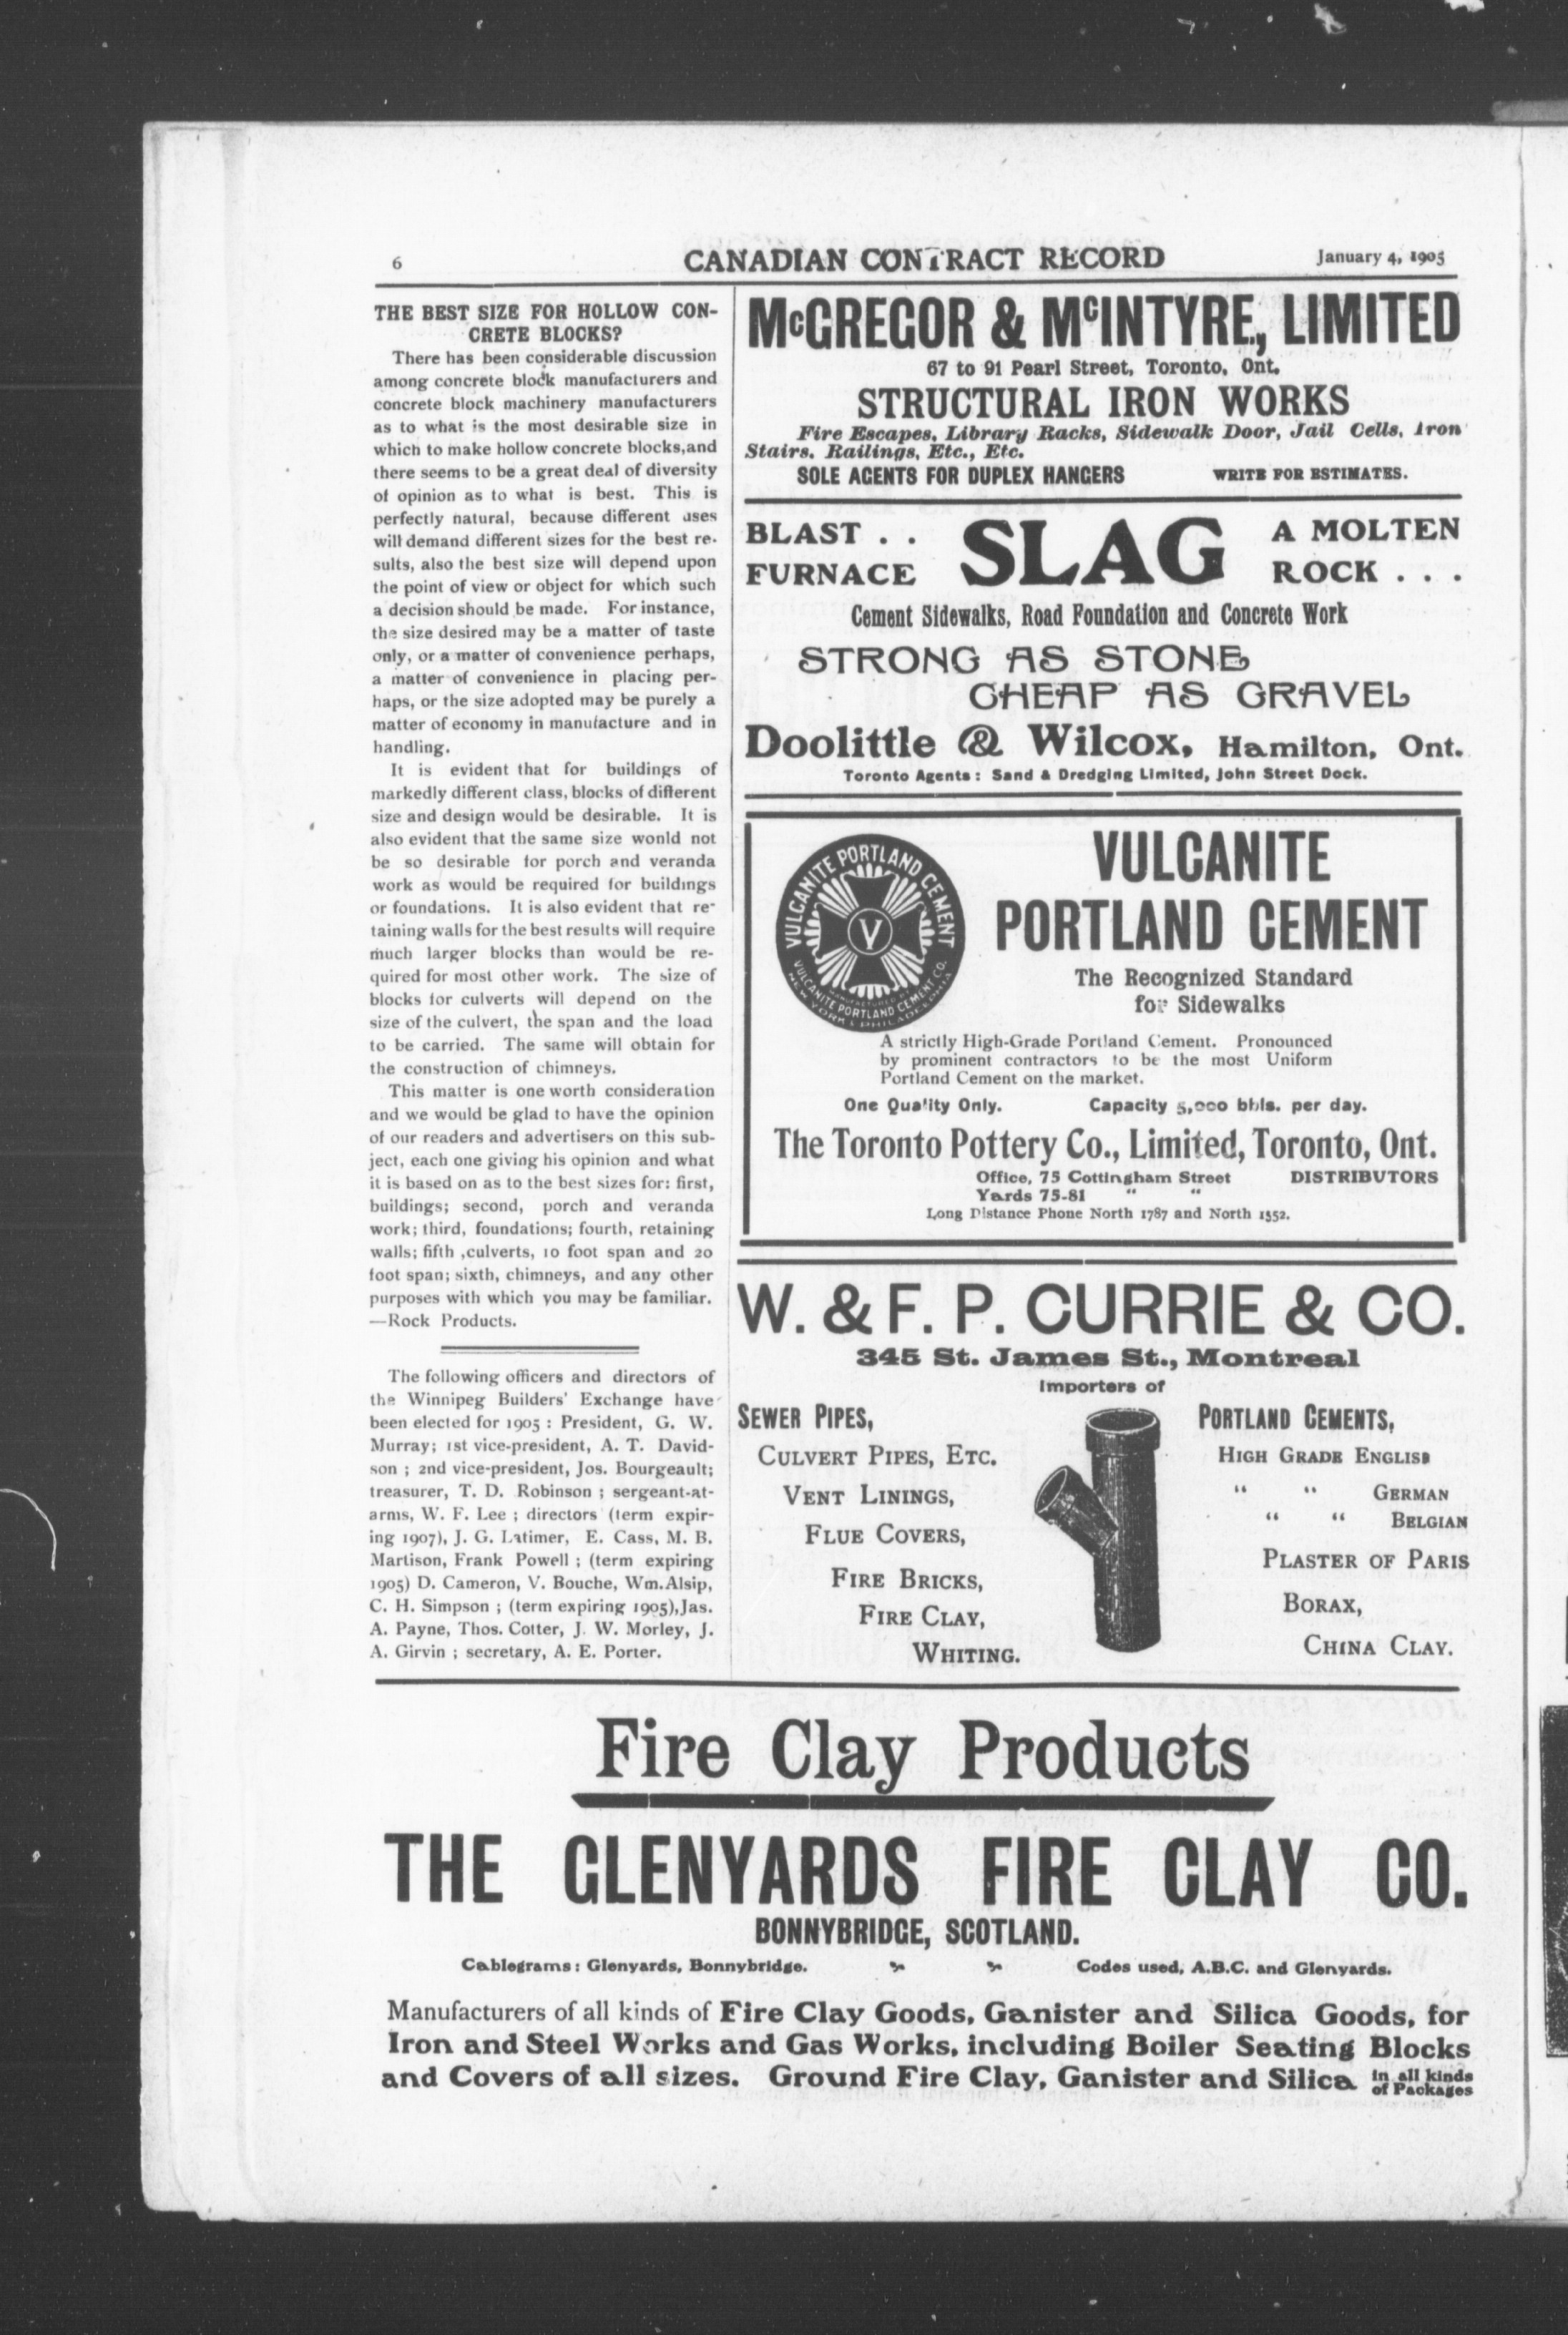 6
CANADIAN CONTRACT RECORD
January 4, 1905
THE BEST SIZE FOR HOLLOW CON-
CRETE BLOCKS?
There has been considerable discussion
among concrete block manufacturers and
concrete block machinery manufacturers
as to what is the most desirable size in
which to make hollow concrete blocks,and
there seems to be a great deal of diversity
of opinion as to what is best. This is
perfectly natural, because different uses
will demand different sizes for the best re-
sults, also the best size will depend upon
the point of view or object for which such
a decision should be made. For instance,
the size desired may be a matter of taste
only, or a matter of convenience perhaps,
a matter of convenience in placing per-
haps, or the size adopted may be purely a
matter of economy in manufacture and in
handling.
It is evident that for buildings of
markedly different class, blocks of different
size and design would be desirable. It is
also evident that the same size wonld not
be so desirable for porch and veranda
work as would be required for buildings
or foundations. It is also evident that re-
taining walls for the best results will require
much larger blocks than would be re-
quired for most other work. The size of
blocks for culverts will depend on the
size of the culvert, the span and the load
to be carried. The same will obtain for
the construction of chimneys.
This matter is one worth consideration
and we would be glad to have the opinion
of our readers and advertisers on this sub-
ject, each one giving his opinion and what
it is based on as to the best sizes for: first,
buildings; second, porch and veranda
work; third, foundations; fourth, retaining
walls; fifth ,culverts, 10 foot span and 20
foot span; sixth, chimneys, and any other
purposes with which you may be familiar.
—Rock Products.
The following officers and directors of
the Winnipeg Builders' Exchange have
been elected for 1905 : President, G. W.
Murray; 1st vice-president, A. T. David-
son ; 2nd vice-president, Jos. Bourgeault;
treasurer, T. D. Robinson ; sergeant-at-
arms, W. F. Lee ; directors (term expir-
ing 1907), J. G. Latimer, E. Cass, M. B.
Martison, Frank Powell ; (term expiring
1905) D. Cameron, V. Bouche, Wm.Alsip,
C. H. Simpson ; (term expiring 1905),Jas.
A. Payne, Thos. Cotter, J. W. Morley, J.
A. Girvin ; secretary, A. E. Porter.
McGREGOR & McINTYRE, LIMITED
67 to 91 Pearl Street, Toronto, Ont.
STRUCTURAL IRON WORKS
Fire Escapes, Library Racks, Sidewalk Door, Jail Cells, Iron
Stairs, Railings, Etc., Etc.
SOLE AGENTS FOR DUPLEX HANGERS WRITE FOR ESTIMATES.
BLAST . . SLAG A MOLTEN
FURNACE ROCK . . .
Cement Sidewalks, Road Foundation and Concrete Work
STRONG AS STONE
CHEAP AS GRAVEL
Doolittle & Wilcox, Hamilton, Ont.
Toronto Agents : Sand & Dredging Limited, John Street Dock.
VULCANITE PORTLAND CEMENT
V
MANUFACTURED BY
VULCANITE PORTLAND CEMENT CO.
NEW YORK & PHILADELPHIA
VULCANITE
PORTLAND CEMENT
The Recognized Standard
for Sidewalks
A strictly High-Grade Portland Cement. Pronounced
by prominent contractors to be the most Uniform
Portland Cement on the market.
One Quality Only. Capacity 5,000 bbls. per day.
The Toronto Pottery Co., Limited, Toronto, Ont.
Office, 75 Cottingham Street DISTRIBUTORS
Yards 75-81 " "
Long Distance Phone North 1787 and North 1552.
W. & F. P. CURRIE & CO.
345 St. James St., Montreal
Importers of
SEWER PIPES,
CULVERT PIPES, ETC.
VENT LININGS,
FLUE COVERS,
FIRE BRICKS,
FIRE CLAY,
WHITING.
PORTLAND CEMENTS,
HIGH GRADE ENGLISH
" " GERMAN
" " BELGIAN
PLASTER OF PARIS
BORAX,
CHINA CLAY.
Fire Clay Products
THE GLENYARDS FIRE CLAY CO.
BONNYBRIDGE, SCOTLAND.
Cablegrams : Glenyards, Bonnybridge. Codes used, A.B.C. and Glenyards.
Manufacturers of all kinds of Fire Clay Goods, Ganister and Silica Goods, for
Iron and Steel Works and Gas Works, including Boiler Seating Blocks
and Covers of all sizes. Ground Fire Clay, Ganister and Silica in all kinds
of Packages